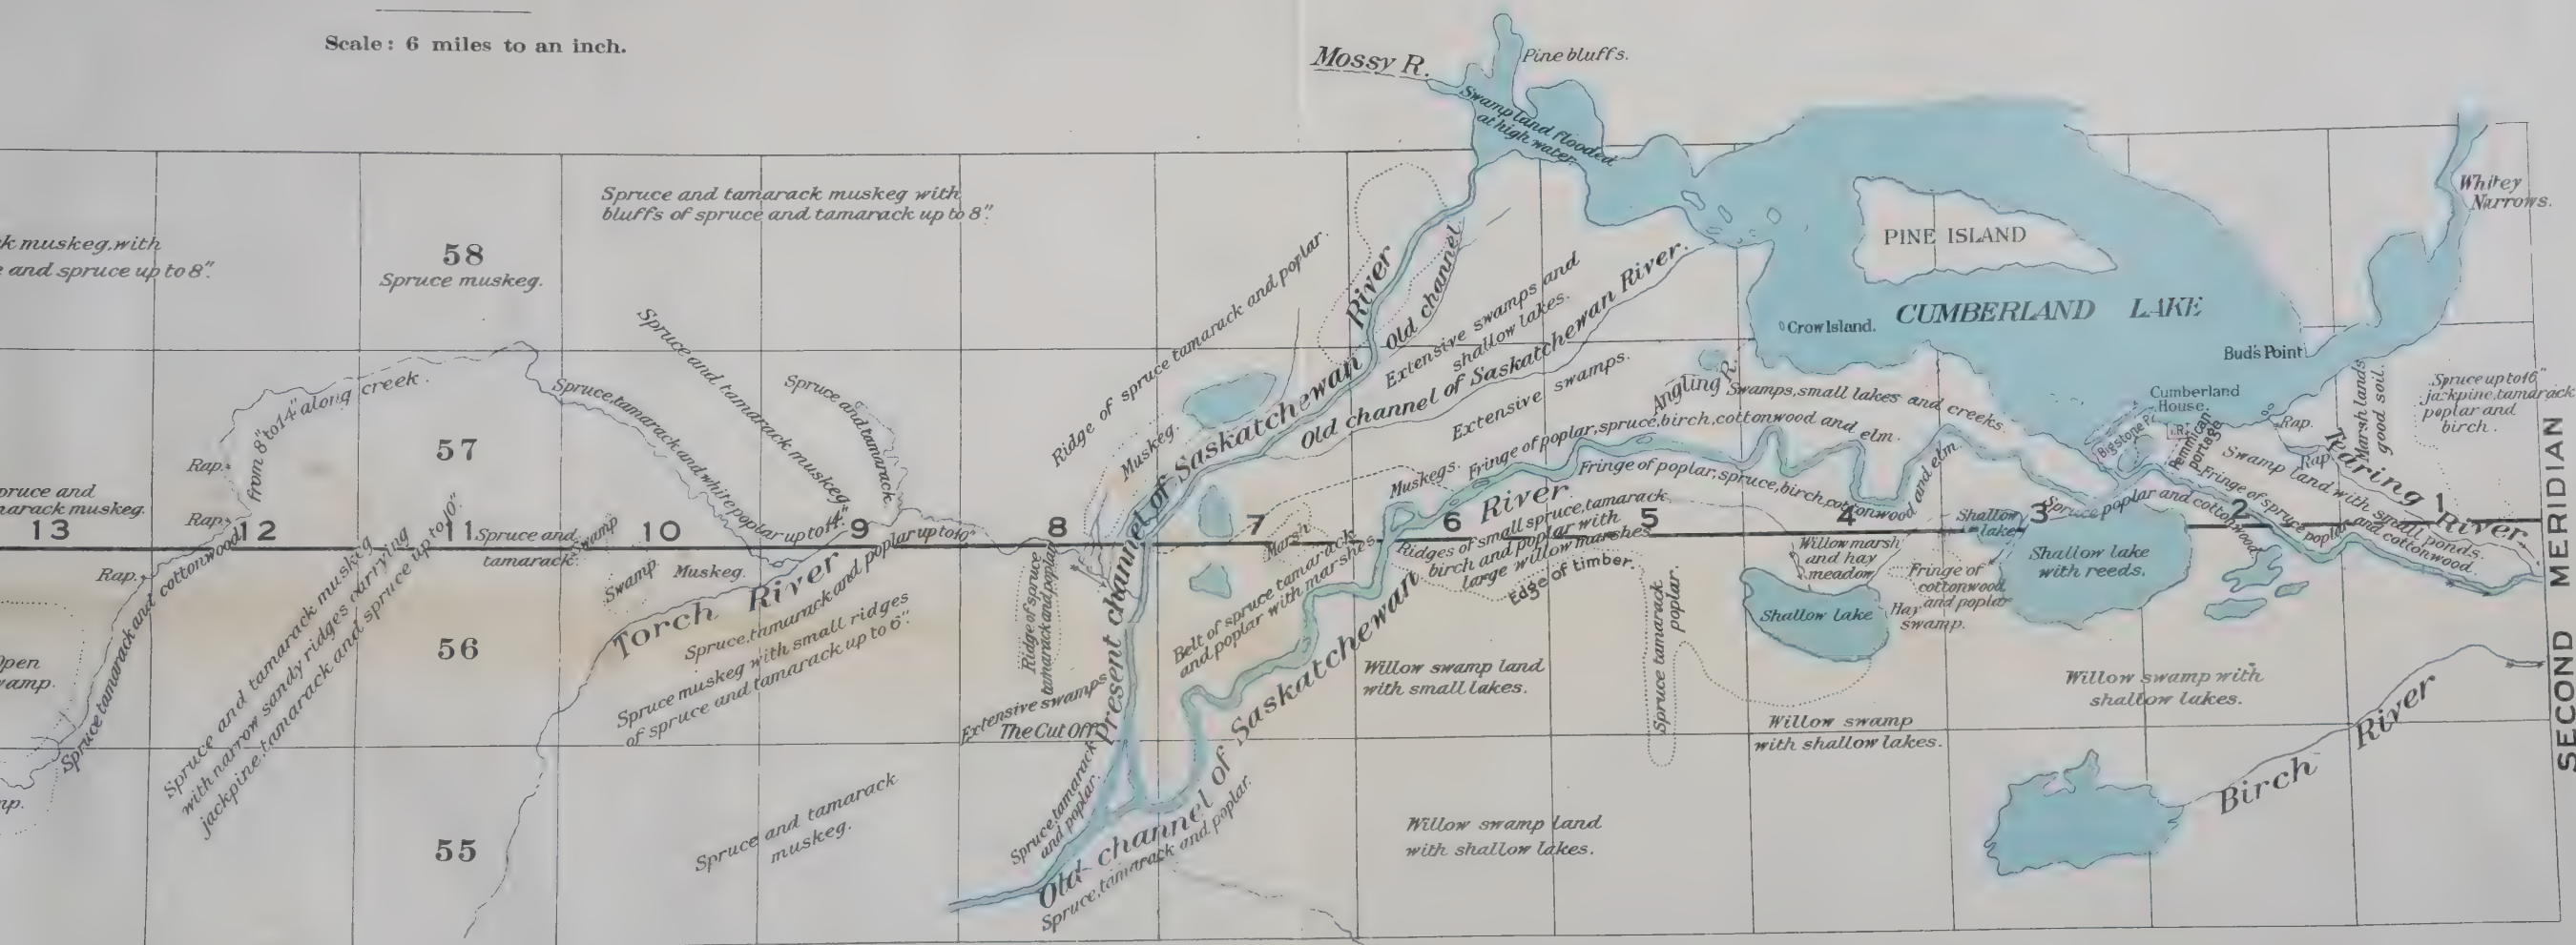 Scale: 6 miles to an inch.
Mossy R.
Pine bluffs.
Swamp land flooded
at high water.
Whitey
Narrows.
Spruce and tamarack muskeg with
bluffs of spruce and tamarack up to 8".
muskeg, with
and spruce up to 8".
58
Spruce muskeg.
PINE ISLAND
CUMBERLAND LAKE
Crow Island.
Bud's Point
Ridge of spruce tamarack and poplar.
River
Old channel
Extensive swamps and
shallow lakes.
Old channel of Saskatchewan River.
Extensive swamps.
Angling R.
Swamps, small lakes and creeks
Cumberland
House.
Bigstone R.
I.R.
Pemmican
portage
Rap.
Rap.
Marsh lands
good soil.
Spruce up to 16"
jackpine, tamarack
poplar and
birch.
from 8" to 14" along creek.
Spruce, tamarack and white poplar up to 14".
Spruce and tamarack muskeg
Spruce and tamarack
Muskeg.
Present channel of Saskatchewan
57
Rap.
Rap.
Rap.
Muskegs.
Fringe of poplar, spruce, birch, cottonwood and elm.
Fringe of poplar, spruce, birch, cottonwood and elm.
Swamp land with small ponds.
Fringe of spruce poplar and cottonwood.
Spruce poplar and cottonwood
Taring River.
spruce and
tamarack muskeg.
13
12
11
10
9
8
7
6
5
4
3
2
1
Spruce and
tamarack.
Swamp
Swamp
Muskeg.
poplar up to 10"
Marsh
River
Ridges of small spruce, tamarack
birch and poplar with
large willow marshes
Edge of timber.
Willow marsh
and hay
meadow
Shallow
lake
Shallow lake
with reeds.
Fringe of
cottonwood
and poplar
Hay
swamp.
Shallow lake
Open
swamp.
Spruce tamarack and cottonwood
Spruce and tamarack muskeg
with narrow sandy ridges carrying
jackpine, tamarack and spruce up to 10".
56
Torch River
Spruce, tamarack and
Spruce muskeg with small ridges
of spruce and tamarack up to 6".
Ridge of spruce
tamarack and poplar
Belt of spruce tamarack
and poplar with marshes
Extensive swamps
The Cut Off
Willow swamp land
with small lakes.
Spruce tamarack
poplar.
Willow swamp
with shallow lakes.
Willow swamp with
shallow lakes.
Birch River
SECOND MERIDIAN
55
Spruce and tamarack
muskeg.
Spruce, tamarack
and poplar.
Old channel of Saskatchewan
Spruce, tamarack and poplar.
Willow swamp land
with shallow lakes.